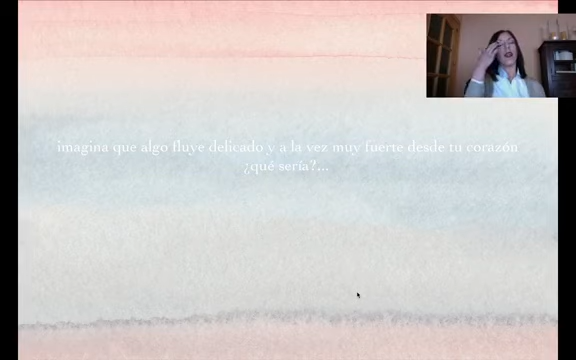 imagina que algo fluye delicado y a la vez muy fuerte desde tu corazón
¿qué sería?...